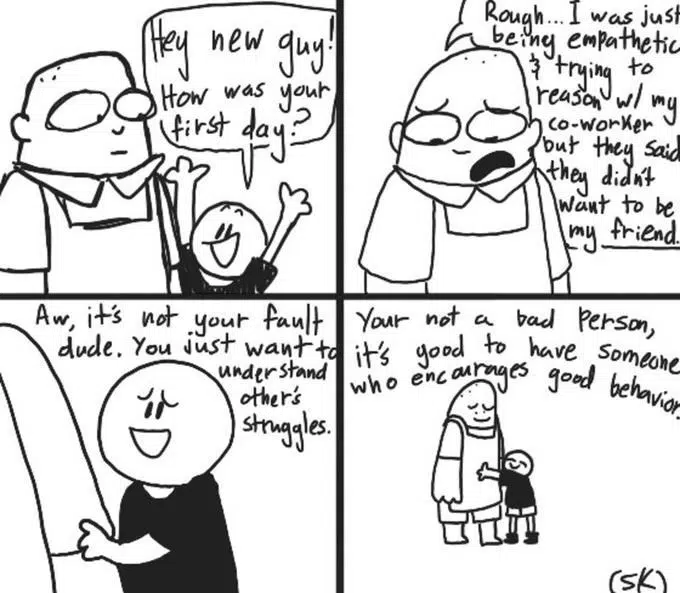 Hey new guy!
How was your
first day?
Rough... I was just
being empathetic
& trying to
reason w/ my
co-worker
but they said
they didn't
want to be
my friend.
Aw, it's not your fault
dude. You just want to
understand
other's
struggles.
Your not a bad person,
it's good to have someone
who encourages good behavior.
(SK)